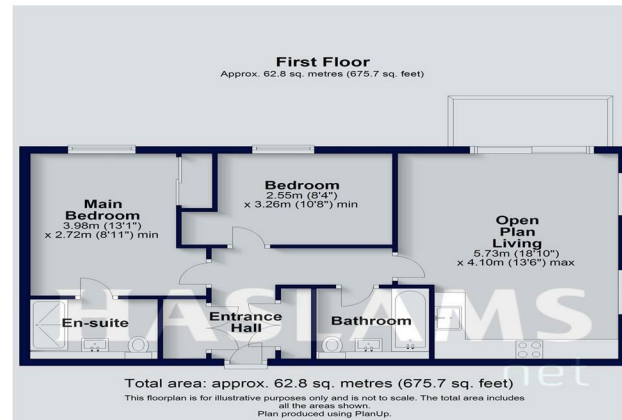 First Floor
Approx. 62.8 sq. metres (675.7 sq. feet)
Main
Bedroom
3.98m (13'1")
x 2.72m (8'11") min
Bedroom
2.55m (8'4")
x 3.26m (10'8") min
Open
Plan
Living
5.73m (18'10")
x 4.10m (13'6") max
En-suite
Entrance
Hall
Bathroom
HASLAMS
net
Total area: approx. 62.8 sq. metres (675.7 sq. feet)
This floorplan is for illustrative purposes only and is not to scale. The total area includes
all the areas shown.
Plan produced using PlanUp.